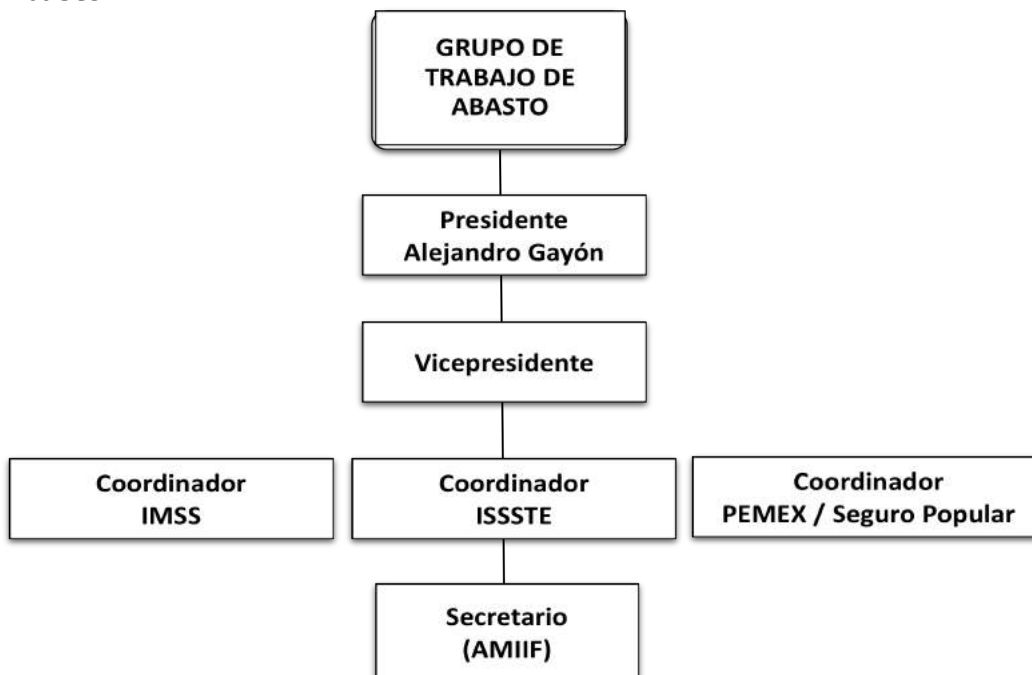 GRUPO DE
TRABAJO DE
ABASTO
Presidente
Alejandro Gayón
Vicepresidente
Coordinador
IMSS
Coordinador
ISSSTE
Coordinador
PEMEX / Seguro Popular
Secretario
(AMIIF)